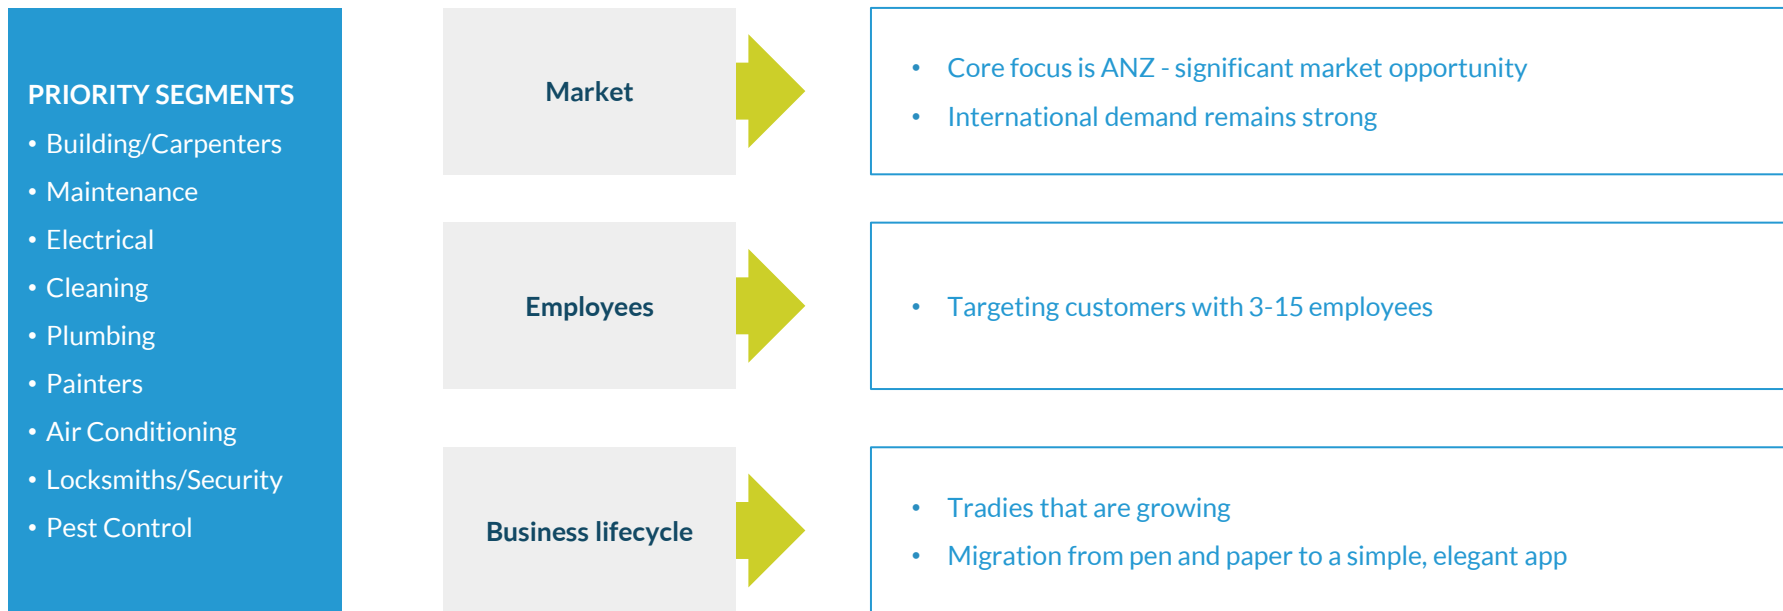 PRIORITY SEGMENTS
• Building/Carpenters
• Maintenance
• Electrical
• Cleaning
• Plumbing
• Painters
• Air Conditioning
• Locksmiths/Security
• Pest Control
Market
• Core focus is ANZ - significant market opportunity
• International demand remains strong
Employees
• Targeting customers with 3-15 employees
Business lifecycle
• Tradies that are growing
• Migration from pen and paper to a simple, elegant app